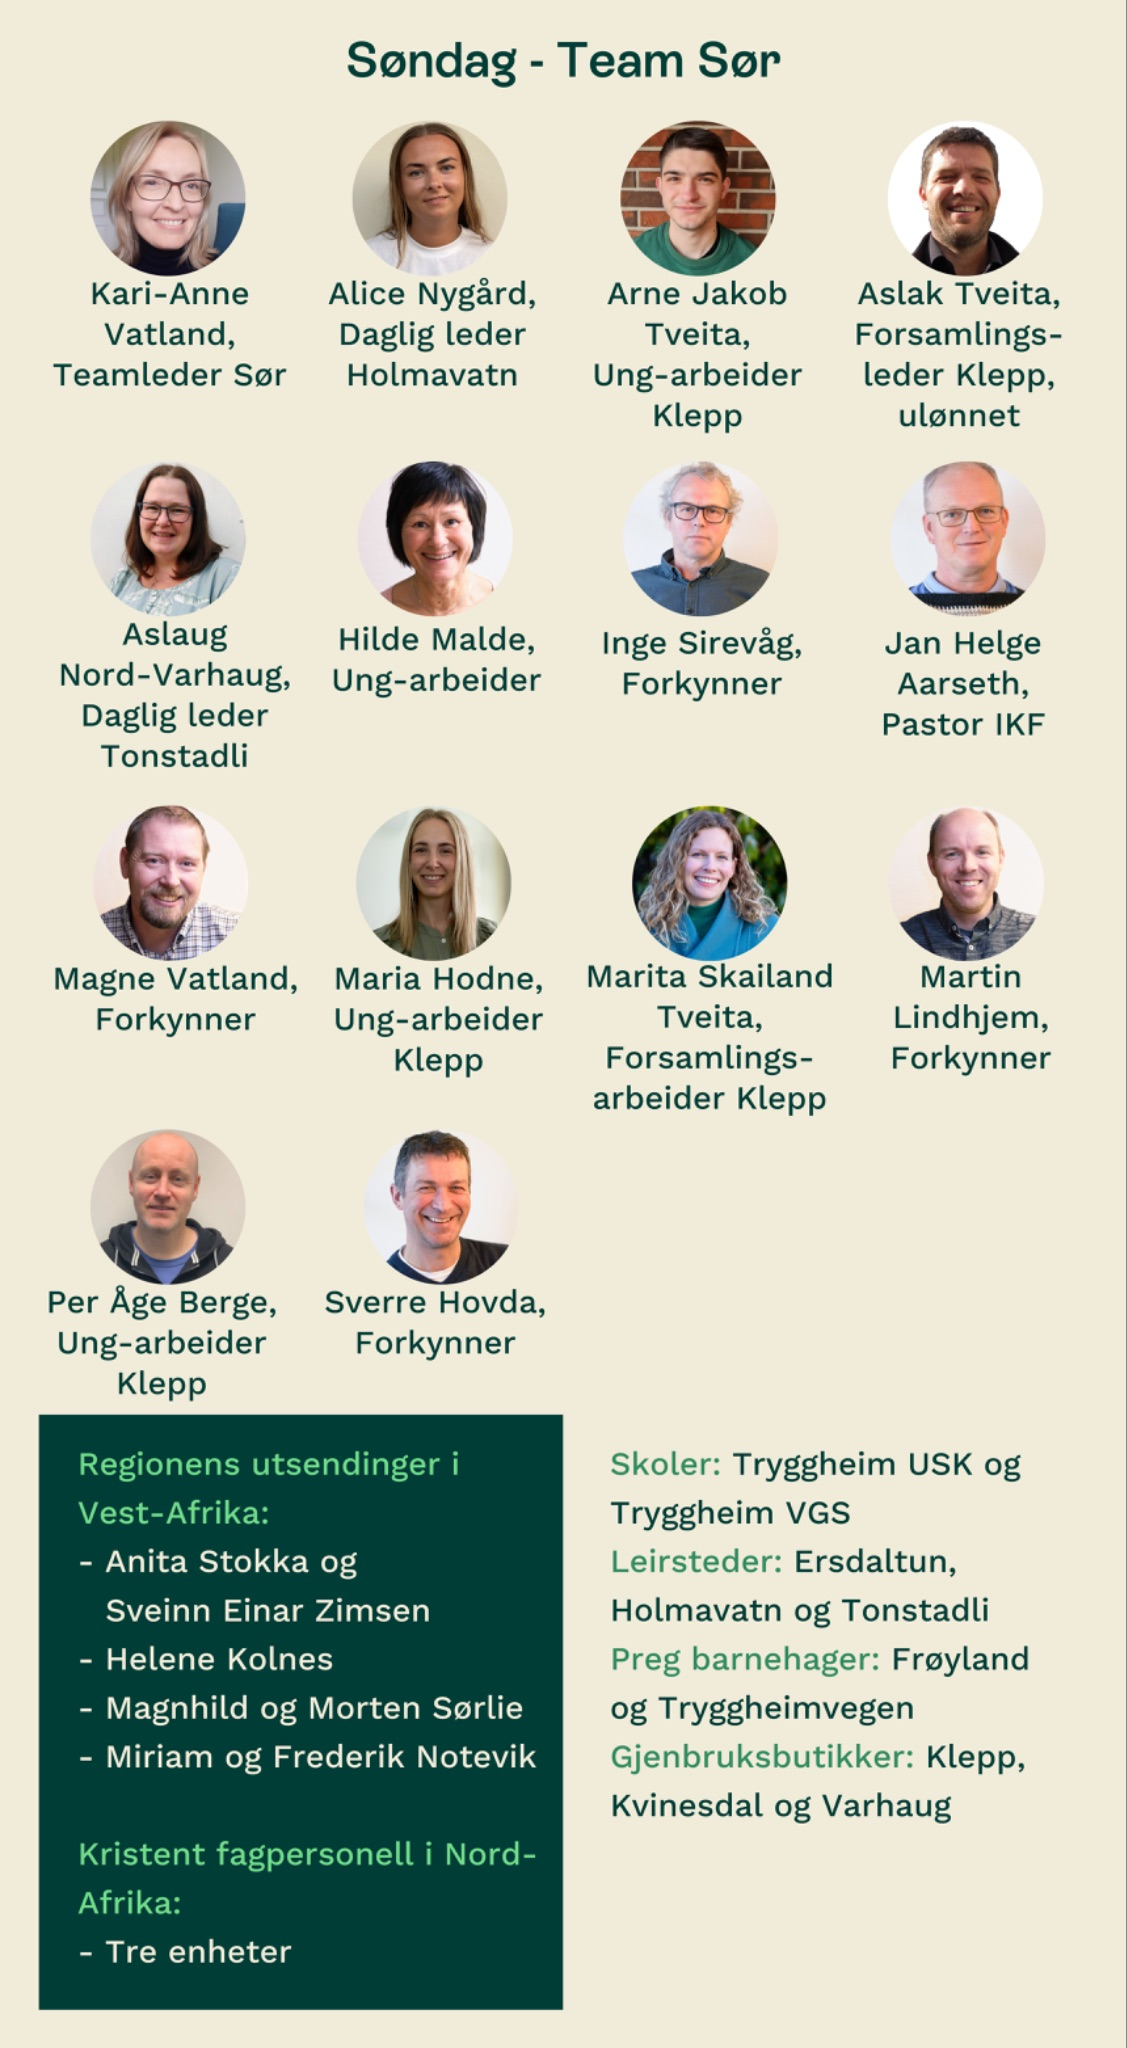 Søndag - Team Sør
Kari-Anne
Vatland,
Teamleder Sør
Alice Nygård,
Daglig leder
Holmavatn
Arne Jakob
Tveita,
Ung-arbeider
Klepp
Aslak Tveita,
Forsamlings-
leder Klepp,
ulønnet
Aslaug
Nord-Varhaug,
Daglig leder
Tonstadli
Hilde Malde,
Ung-arbeider
Inge Sirevåg,
Forkynner
Jan Helge
Aarseth,
Pastor IKF
Magne Vatland,
Forkynner
Maria Hodne,
Ung-arbeider
Klepp
Marita Skailand
Tveita,
Forsamlings-
arbeider Klepp
Martin
Lindhjem,
Forkynner
Per Åge Berge,
Ung-arbeider
Klepp
Sverre Hovda,
Forkynner
Regionens utsendinger i
Vest-Afrika:
- Anita Stokka og
Sveinn Einar Zimsen
- Helene Kolnes
- Magnhild og Morten Sørlie
- Miriam og Frederik Notevik
Kristent fagpersonell i Nord-
Afrika:
- Tre enheter
Skoler: Tryggheim USK og
Tryggheim VGS
Leirsteder: Ersdaltun,
Holmavatn og Tonstadli
Preg barnehager: Frøyland
og Tryggheimvegen
Gjenbruksbutikker: Klepp,
Kvinesdal og Varhaug